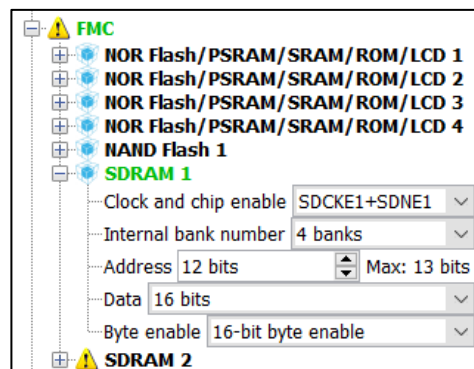 FMC
NOR Flash/PSRAM/SRAM/ROM/LCD 1
NOR Flash/PSRAM/SRAM/ROM/LCD 2
NOR Flash/PSRAM/SRAM/ROM/LCD 3
NOR Flash/PSRAM/SRAM/ROM/LCD 4
NAND Flash 1
SDRAM 1
Clock and chip enable SDCKE1+SDNE1
Internal bank number 4 banks
Address 12 bits Max: 13 bits
Data 16 bits
Byte enable 16-bit byte enable
SDRAM 2